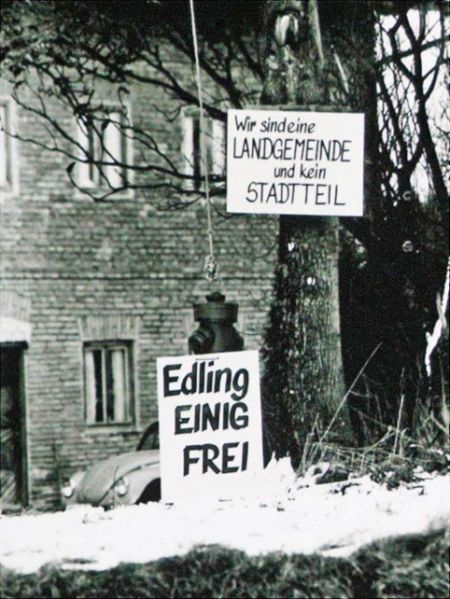 Wir sind eine
LANDGEMEINDE
und kein
STADTTEIL
Edling
EINIG
FREI